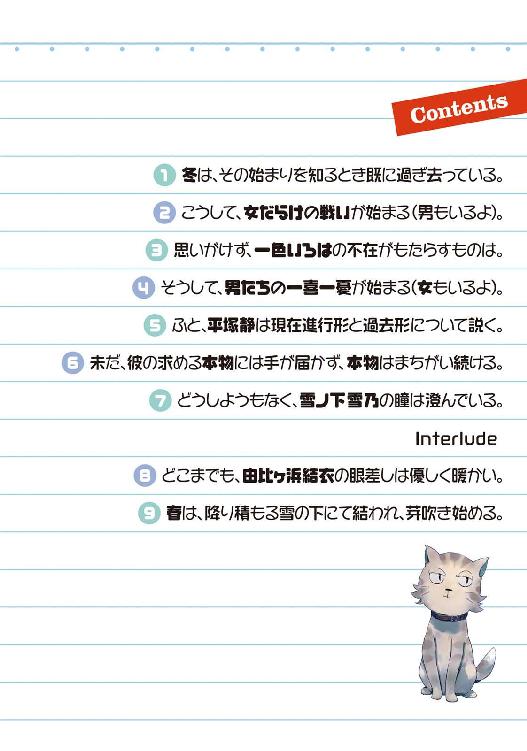 Contents
1 冬は、その始まりを知るとき既に過ぎ去っている。
2 こうして、女だらけの戦いが始まる(男もいるよ)。
3 思いがけず、一色いろはの不在がもたらすものは。
4 そうして、男たちの一喜一憂が始まる(女もいるよ)。
5 ふと、平塚静は現在進行形と過去形について説く。
6 未だ、彼の求める本物には手が届かず、本物はまちがい続ける。
7 どうしようもなく、雪ノ下雪乃の瞳は澄んでいる。
Interlude
8 どこまでも、由比ヶ浜結衣の眼差しは優しく暖かい。
9 春は、降り積もる雪の下にて結われ、芽吹き始める。